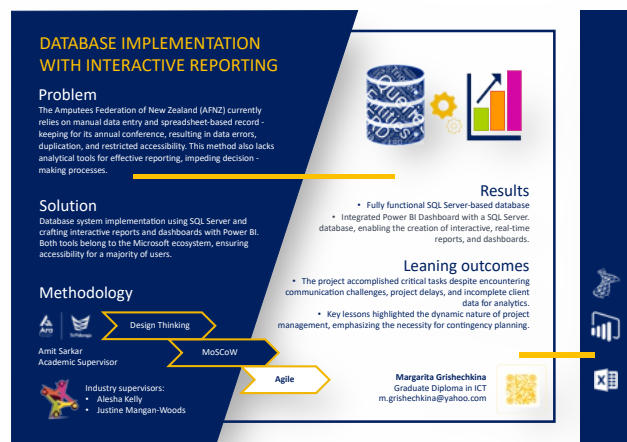 DATABASE IMPLEMENTATION
WITH INTERACTIVE REPORTING
Problem
The Amputees Federation of New Zealand (AFNZ) currently
relies on manual data entry and spreadsheet-based record -
keeping for its annual conference, resulting in data errors,
duplication, and restricted accessibility. This method also lacks
analytical tools for effective reporting, impeding decision -
making processes.
Solution
Database system implementation using SQL Server and
crafting interactive reports and dashboards with Power BI.
Both tools belong to the Microsoft ecosystem, ensuring
accessibility for a majority of users.
Methodology
Ara
Design Thinking
MoSCoW
Agile
Amit Sarkar
Academic Supervisor
Industry supervisors:
• Alesha Kelly
• Justine Mangan-Woods
Results
• Fully functional SQL Server-based database
• Integrated Power BI Dashboard with a SQL Server.
database, enabling the creation of interactive, real-time
reports, and dashboards.
Leaning outcomes
• The project accomplished critical tasks despite encountering
communication challenges, project delays, and incomplete client
data for analytics.
• Key lessons highlighted the dynamic nature of project
management, emphasizing the necessity for contingency planning.
Margarita Grishechkina
Graduate Diploma in ICT
m.grishechkina@yahoo.com
X